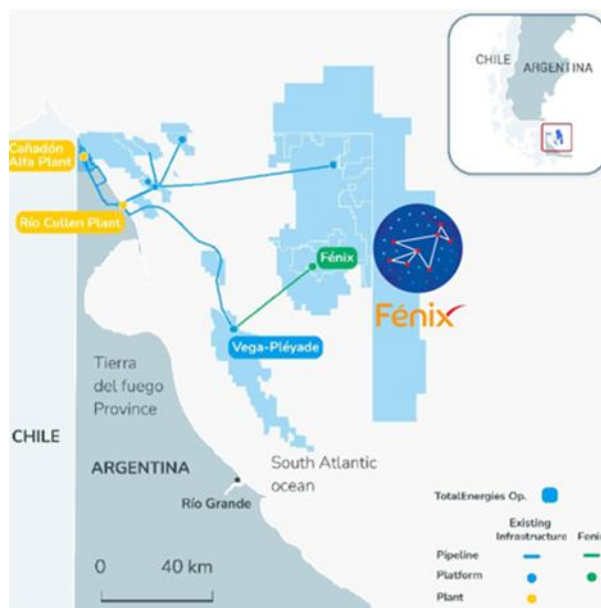 CHILE
ARGENTINA
Cañadón
Alfa Plant
Río Cullen Plant
Fénix
Fénix
Vega-Pléyade
Tierra
del fuego
Province
CHILE
ARGENTINA
South Atlantic
ocean
Río Grande
0 40 km
TotalEnergies Op.
Existing
Infrastructure
Feni
Pipeline
Platform
Plant